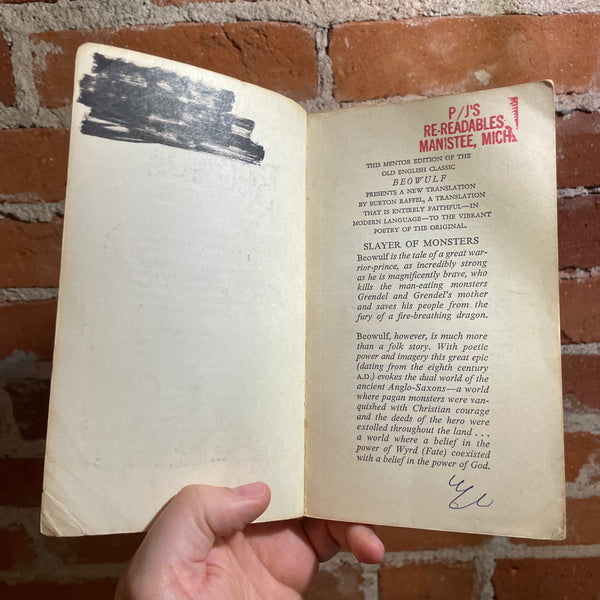 P/J'S
RE-READABLES
MANISTEE, MICH.
THIS MENTOR EDITION OF THE
OLD ENGLISH CLASSIC
BEOWULF
PRESENTS A NEW TRANSLATION
BY BURTON RAFFEL, A TRANSLATION
THAT IS ENTIRELY FAITHFUL—IN
MODERN LANGUAGE—TO THE VIBRANT
POETRY OF THE ORIGINAL.
SLAYER OF MONSTERS
Beowulf is the tale of a great war-
rior-prince, as incredibly strong
as he is magnificently brave, who
kills the man-eating monsters
Grendel and Grendel's mother
and saves his people from the
fury of a fire-breathing dragon.
Beowulf, however, is much more
than a folk story. With poetic
power and imagery this great epic
(dating from the eighth century
A.D.) evokes the dual world of the
ancient Anglo-Saxons—a world
where pagan monsters were van-
quished with Christian courage
and the deeds of the hero were
extolled throughout the land . . .
a world where a belief in the
power of Wyrd (Fate) coexisted
with a belief in the power of God.